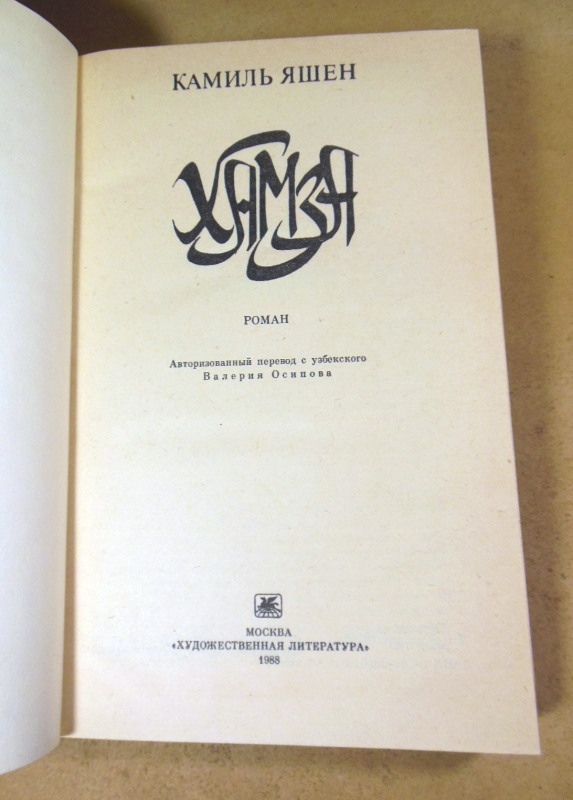 КАМИЛЬ ЯШЕН
ХАМЗА
РОМАН
Авторизованный перевод с узбекского
Валерия Осипова
МОСКВА
«ХУДОЖЕСТВЕННАЯ ЛИТЕРАТУРА»
1988